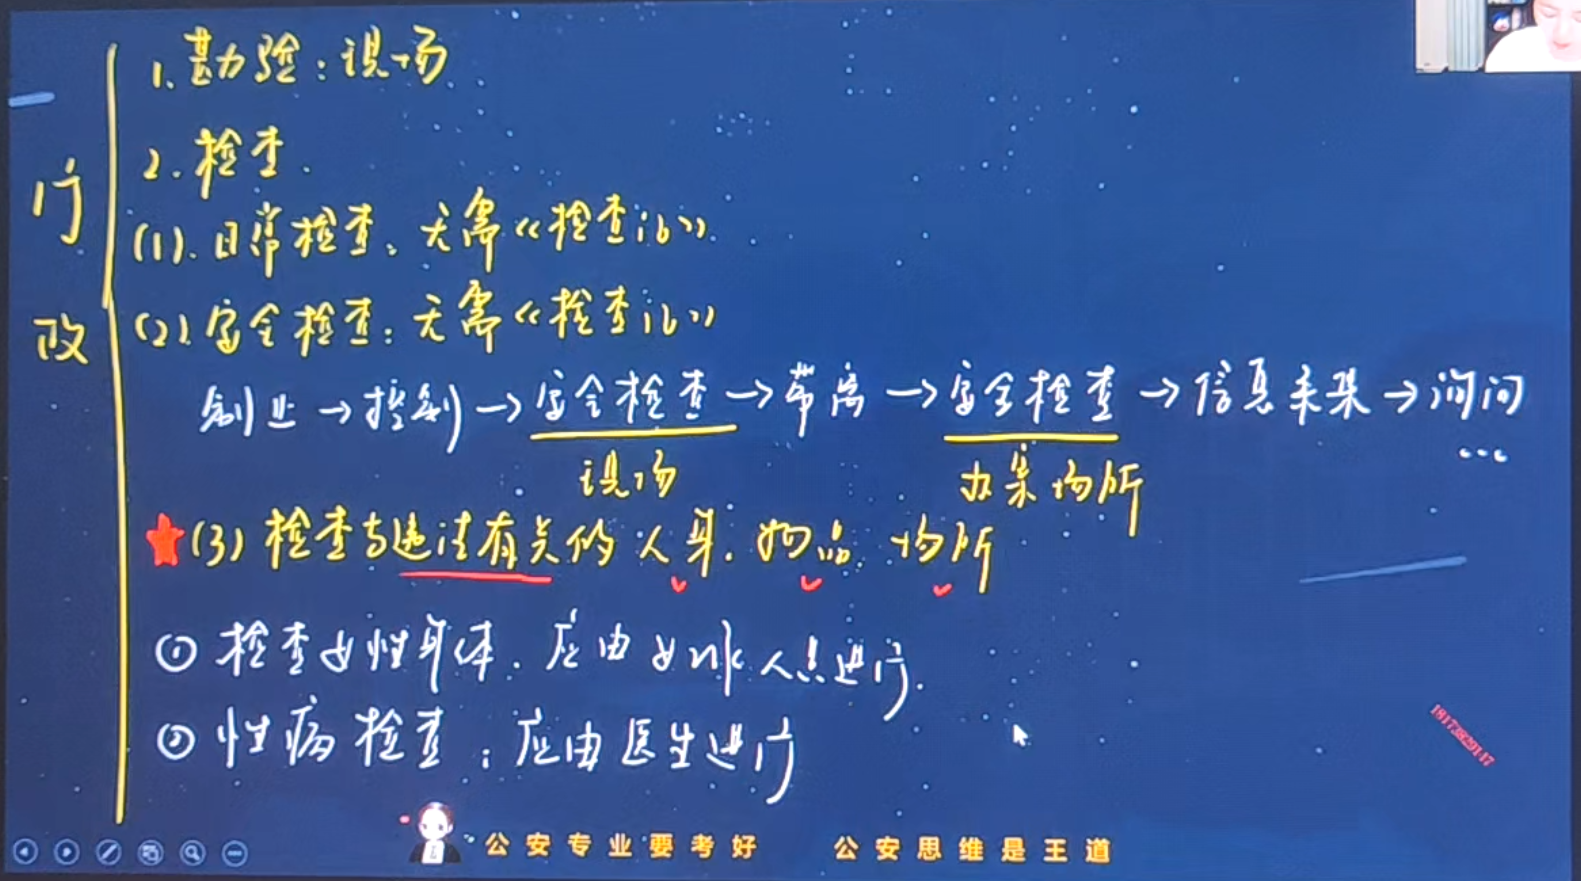 行政
1.勘验:现场
2.检查.
(1).日常检查:无需《检查证》.
(2).安全检查:无需《检查证》
制止→控制→安全检查→带离→安全检查→信息采集→询问
...
现场
办案场所
★(3)检查与违法有关的人身.物品.场所
①检查女性身体.应由女性人员进行.
②性病检查:应由医生进行
18173829147
公安专业要考好 公安思维是王道